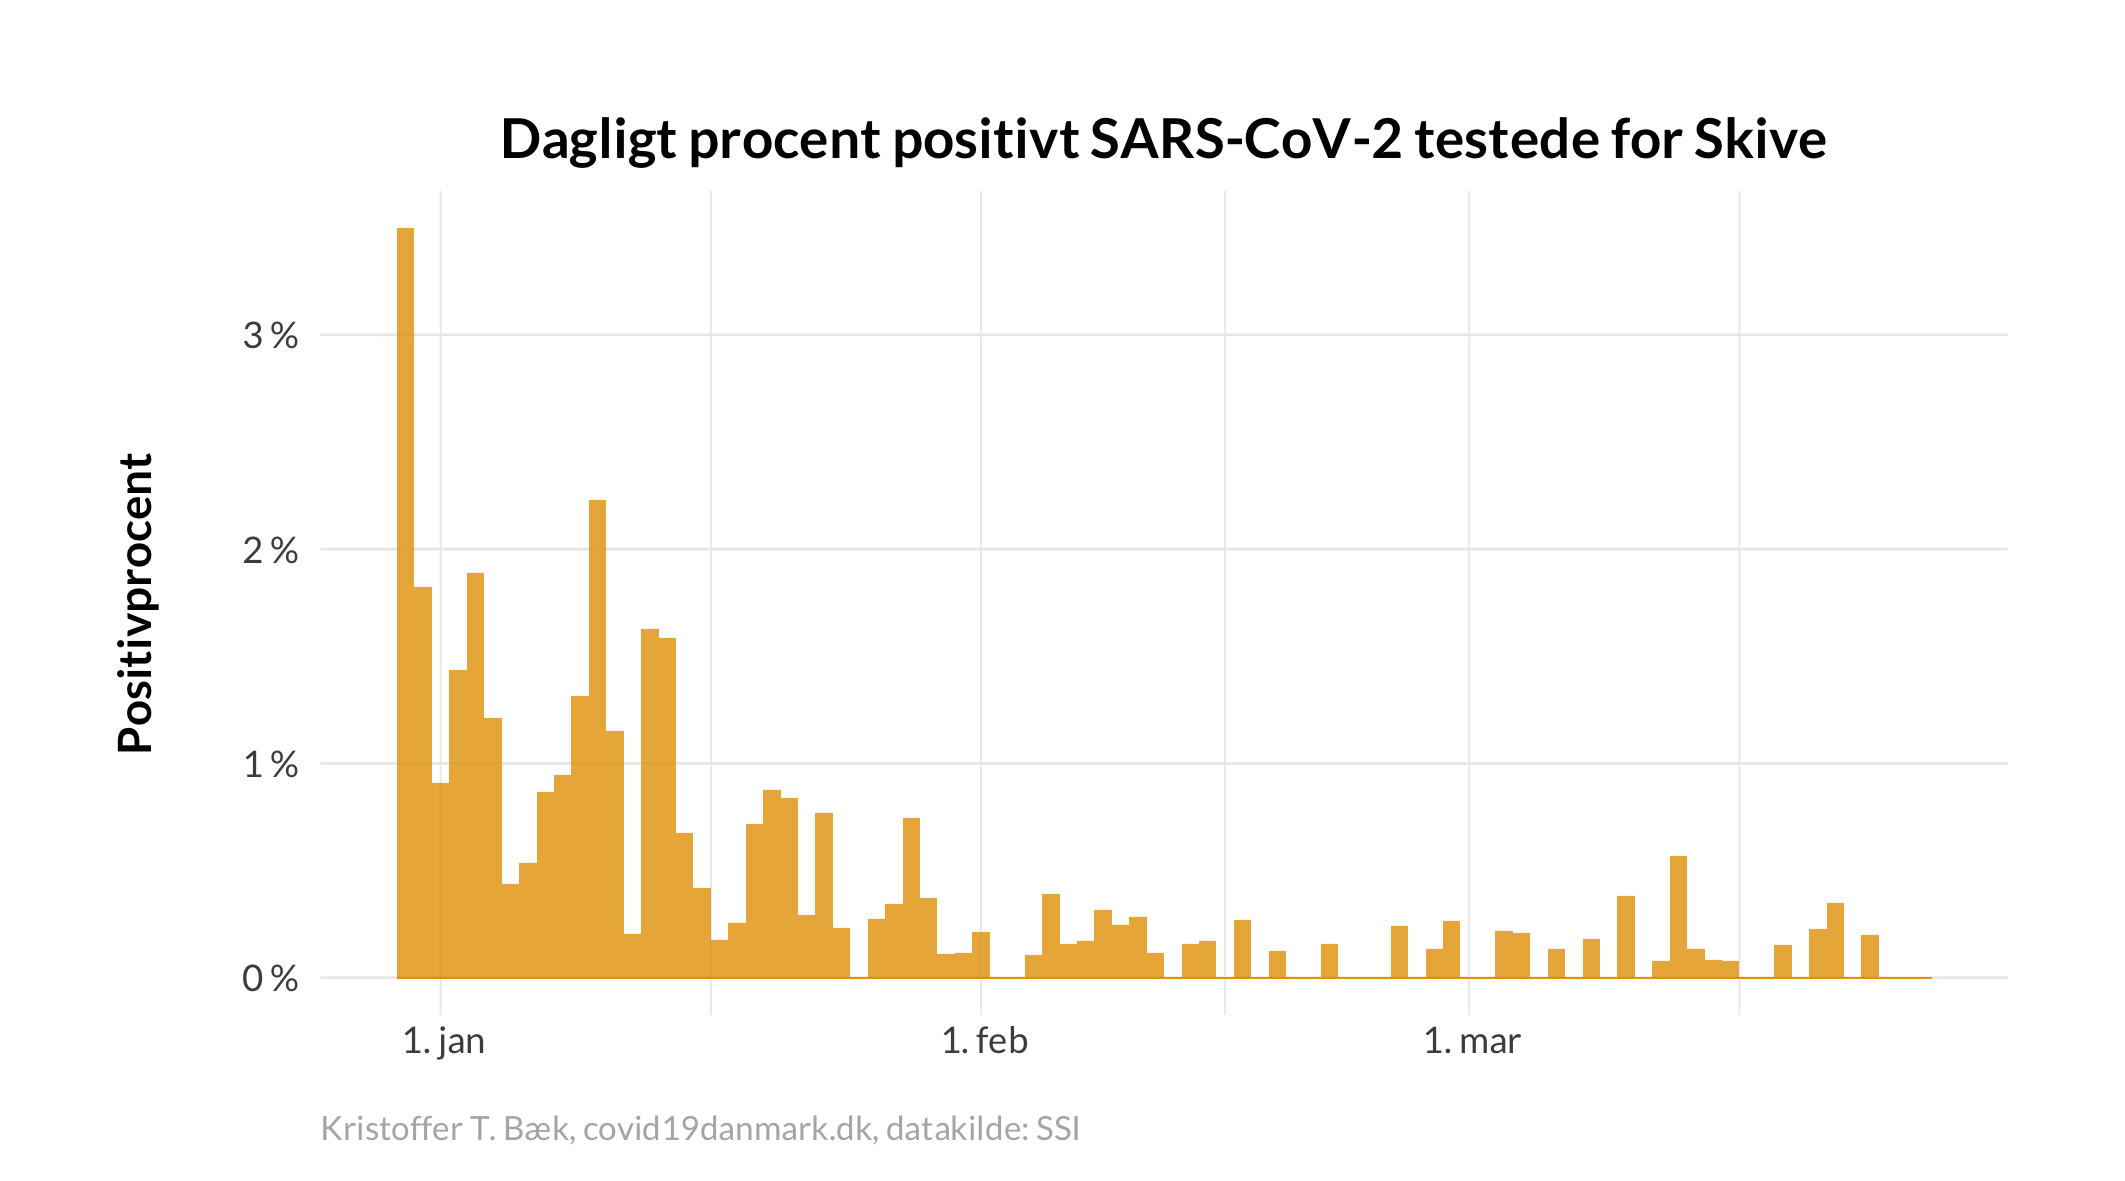 Dagligt procent positivt SARS-CoV-2 testede for Skive
Positivprocent
3 %
2 %
1 %
0 %
1. jan
1. feb
1. mar
Kristoffer T. Bæk, covid19danmark.dk, datakilde: SSI